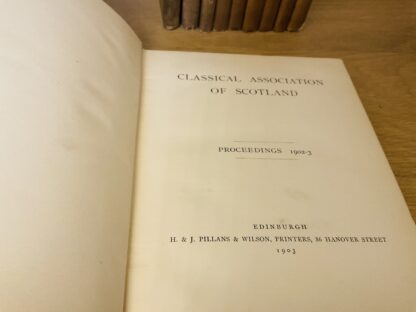 CLASSICAL ASSOCIATION
OF SCOTLAND
PROCEEDINGS 1902-3
EDINBURGH
H. & J. PILLANS & WILSON, PRINTERS, 86 HANOVER STREET
1903